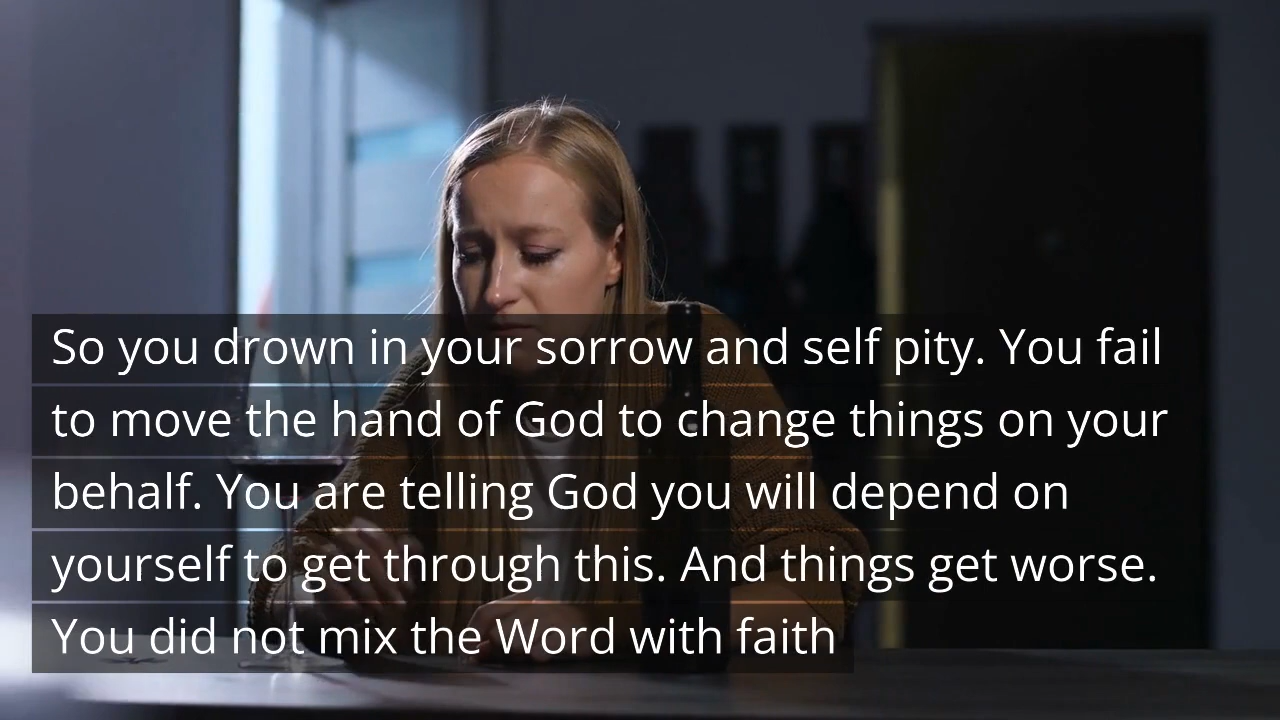 So you drown in your sorrow and self pity. You fail
to move the hand of God to change things on your
behalf. You are telling God you will depend on
yourself to get through this. And things get worse.
You did not mix the Word with faith